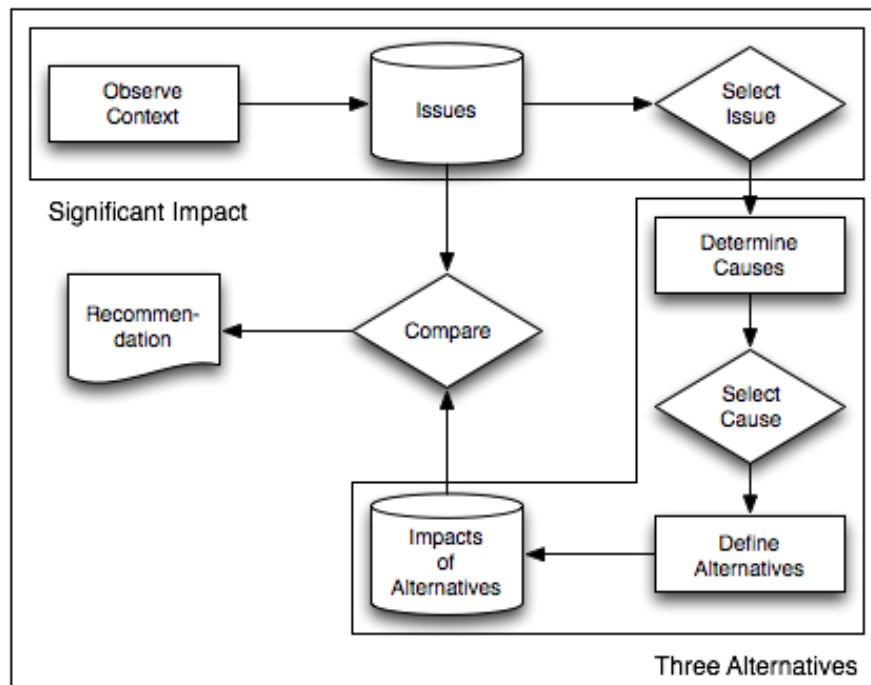 Observe
Context
Issues
Select
Issue
Significant Impact
Determine
Causes
Recommen-
dation
Compare
Select
Cause
Impacts
of
Alternatives
Define
Alternatives
Three Alternatives